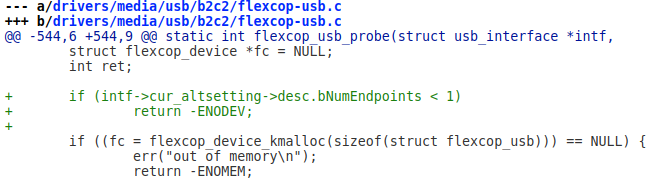 --- a/drivers/media/usb/b2c2/flexcop-usb.c
+++ b/drivers/media/usb/b2c2/flexcop-usb.c
@@ -544,6 +544,9 @@ static int flexcop_usb_probe(struct usb_interface *intf,
        struct flexcop_device *fc = NULL;
        int ret;
+       if (intf->cur_altsetting->desc.bNumEndpoints < 1)
+               return -ENODEV;
+
        if ((fc = flexcop_device_kmalloc(sizeof(struct flexcop_usb))) == NULL) {
                err("out of memory\n");
                return -ENOMEM;